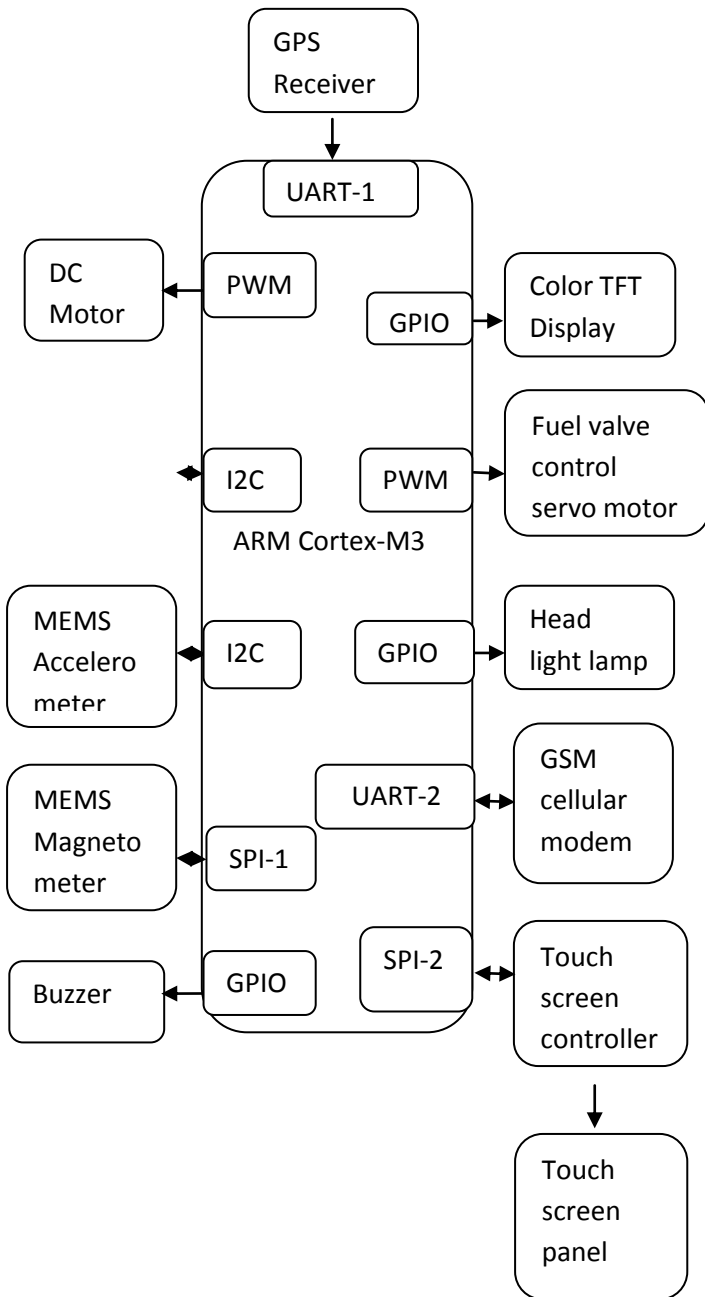 GPS
Receiver
UART-1
DC
Motor
PWM
GPIO
Color TFT
Display
I2C
PWM
Fuel valve
control
servo motor
ARM Cortex-M3
MEMS
Accelero
meter
I2C
GPIO
Head
light lamp
UART-2
GSM
cellular
modem
MEMS
Magneto
meter
SPI-1
SPI-2
Touch
screen
controller
Buzzer
GPIO
Touch
screen
panel